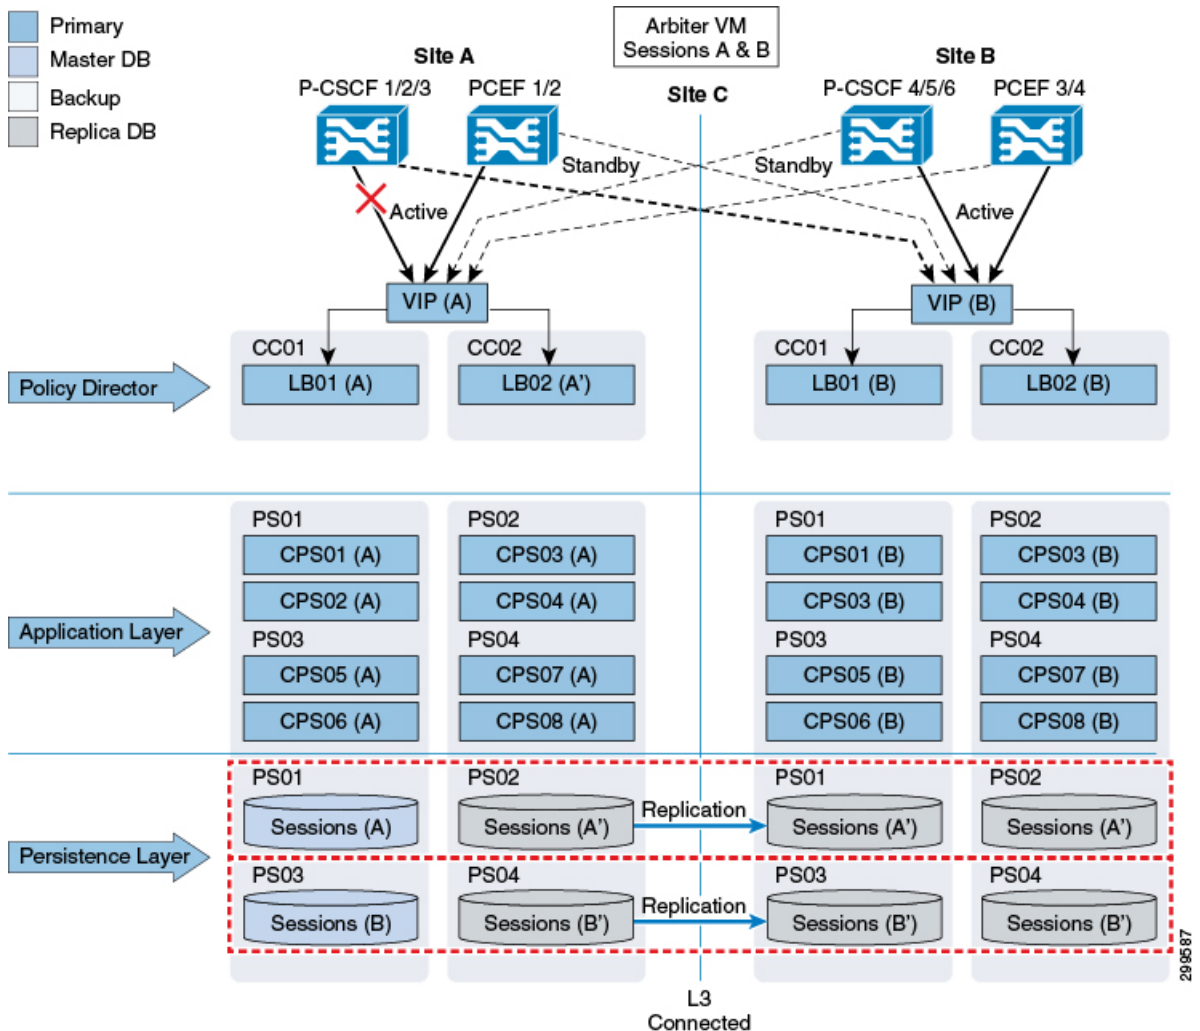 Primary
Master DB
Backup
Replica DB
Arbiter VM
Sessions A & B
Site A
Site C
Site B
P-CSCF 1/2/3
PCEF 1/2
P-CSCF 4/5/6
PCEF 3/4
Standby
Standby
Active
Active
VIP (A)
VIP (B)
CC01
CC02
CC01
CC02
Policy Director
LB01 (A)
LB02 (A’)
LB01 (B)
LB02 (B)
PS01
PS02
PS01
PS02
CPS01 (A)
CPS03 (A)
CPS01 (B)
CPS03 (B)
CPS02 (A)
CPS04 (A)
CPS03 (B)
CPS04 (B)
Application Layer
PS03
PS04
PS03
PS04
CPS05 (A)
CPS07 (A)
CPS05 (B)
CPS07 (B)
CPS06 (A)
CPS08 (A)
CPS06 (B)
CPS08 (B)
PS01
PS02
PS01
PS02
Sessions (A)
Sessions (A’)
Replication
Sessions (A’)
Sessions (A’)
Persistence Layer
PS03
PS04
PS03
PS04
Sessions (B)
Sessions (B’)
Replication
Sessions (B’)
Sessions (B’)
L3
Connected
299587